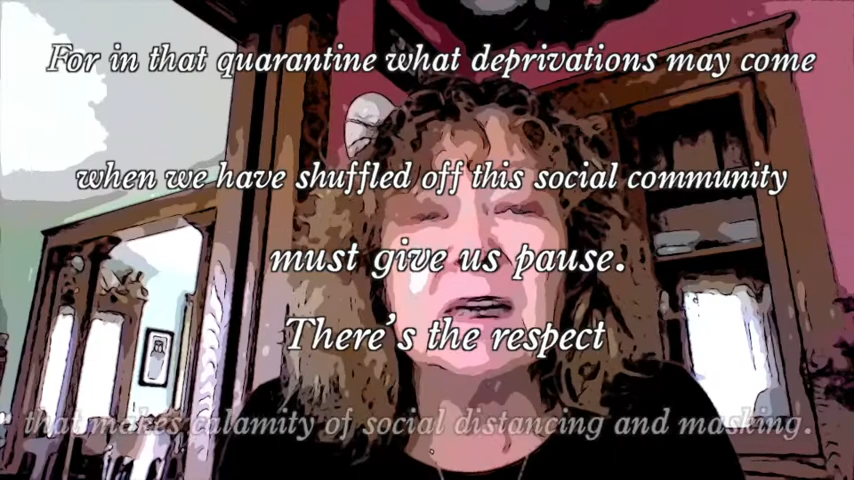 For in that quarantine what deprivations may come
when we have shuffled off this social community
must give us pause.
There's the respect
that makes calamity of social distancing and masking.